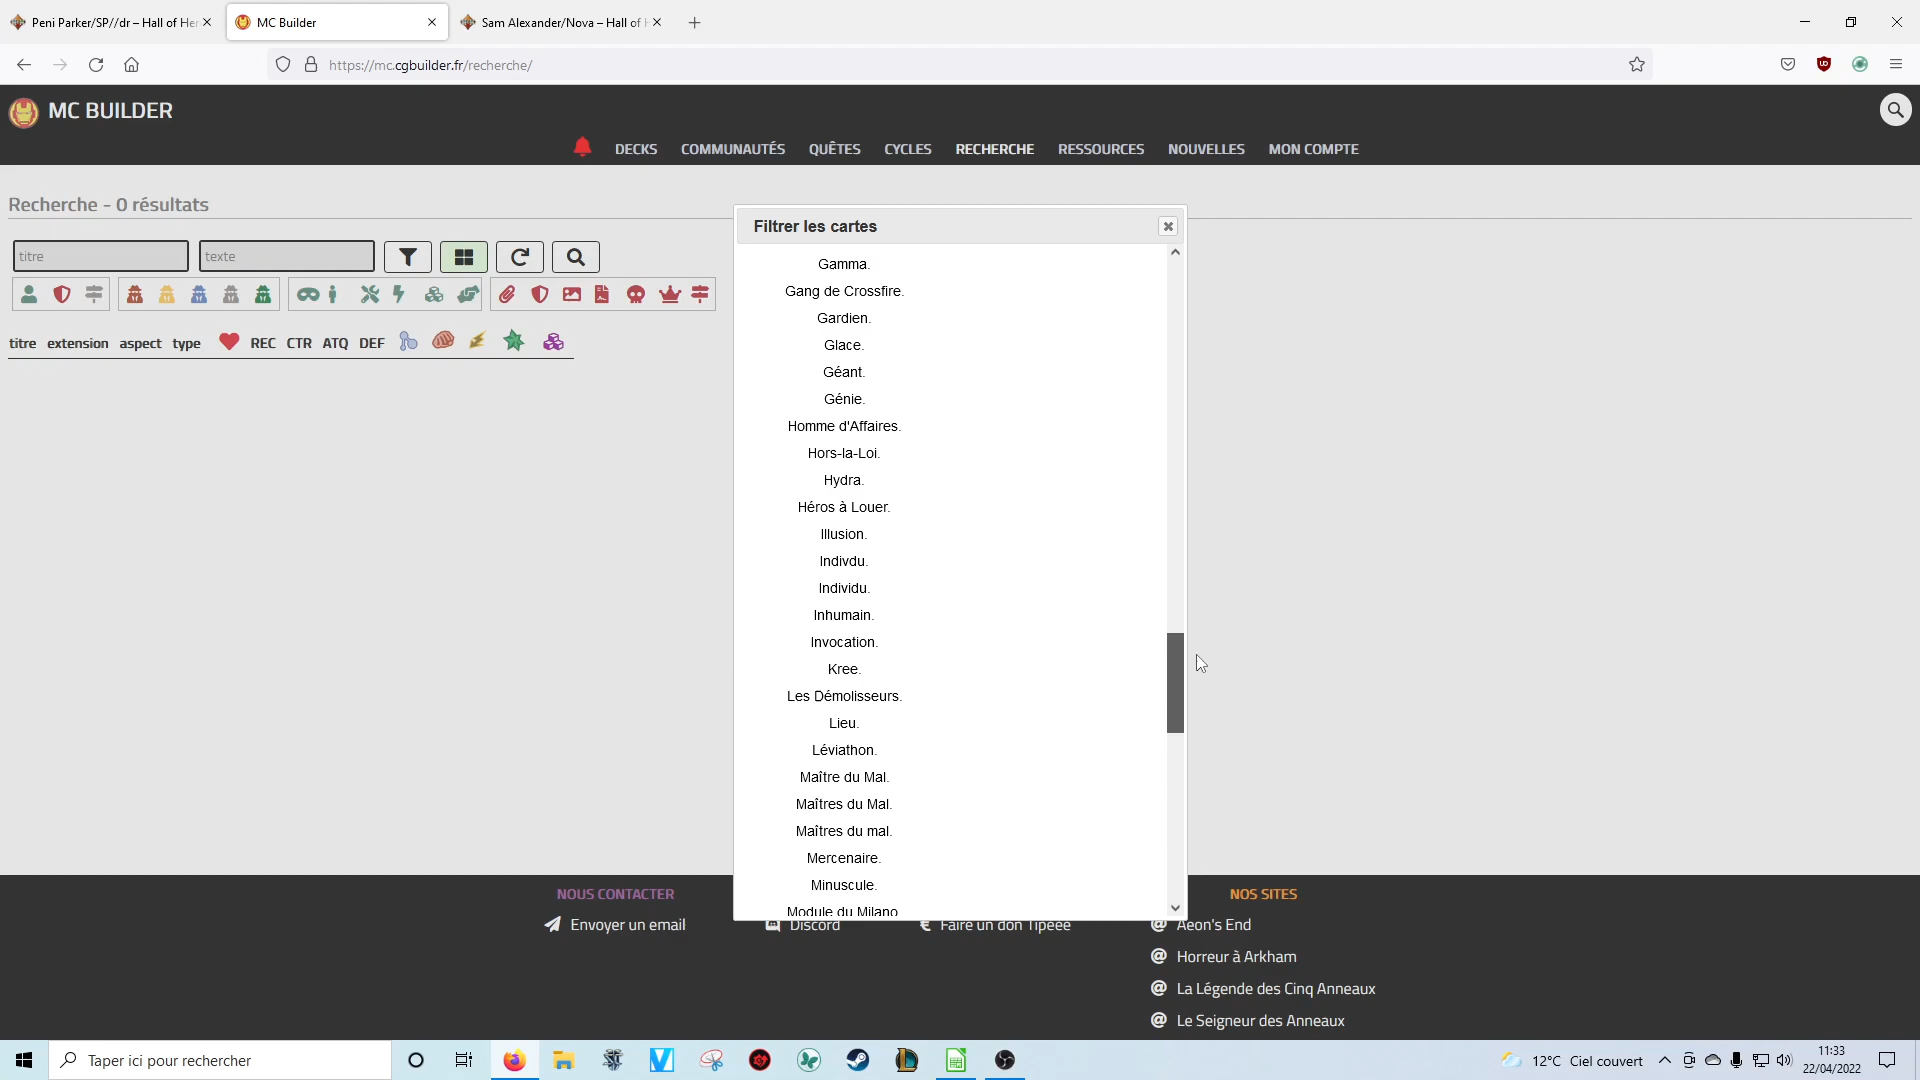 Peni Parker/SP//dr – Hall of Her
MC Builder
Sam Alexander/Nova – Hall of H
https://mc.cgbuilder.fr/recherche/
MC BUILDER
DECKS COMMUNAUTÉS QUÊTES CYCLES RECHERCHE RESSOURCES NOUVELLES MON COMPTE
Recherche - 0 résultats
titre
texte
titre extension aspect type REC CTR ATQ DEF
Filtrer les cartes
Gamma.
Gang de Crossfire.
Gardien.
Glace.
Géant.
Génie.
Homme d'Affaires.
Hors-la-Loi.
Hydra.
Héros à Louer.
Illusion.
Indivdu.
Individu.
Inhumain.
Invocation.
Kree.
Les Démolisseurs.
Lieu.
Léviathon.
Maître du Mal.
Maîtres du Mal.
Maîtres du mal.
Mercenaire.
Minuscule.
Module du Milano
NOUS CONTACTER
Envoyer un email
Discord
€ Faire un don Tipeee
NOS SITES
@ Aeon's End
@ Horreur à Arkham
@ La Légende des Cinq Anneaux
@ Le Seigneur des Anneaux
Taper ici pour rechercher
12°C Ciel couvert
11:33
22/04/2022